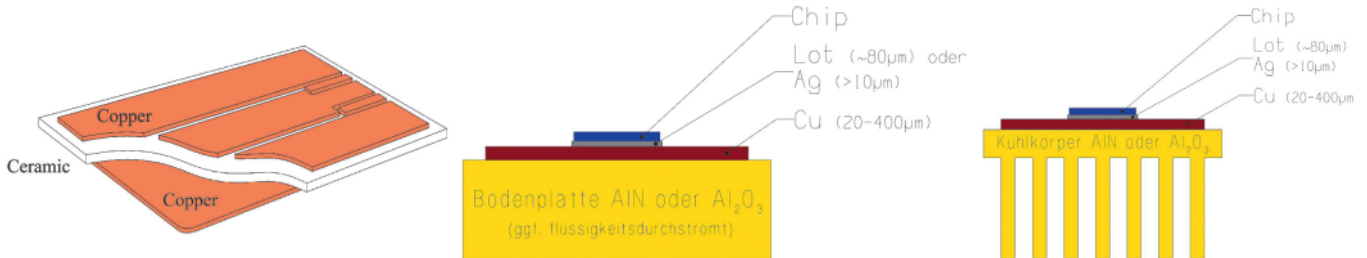 Copper
Ceramic
Copper
Chip
Lot (~80µm) oder
Ag (>10µm)
Cu (20-400µm)
Bodenplatte AlN oder Al₂O₃
(ggf. flüssigkeitsdurchströmt)
Chip
Lot (~80µm)
Ag (>10µm)
Cu (20-400µm
Kühlkörper AlN oder Al₂O₃